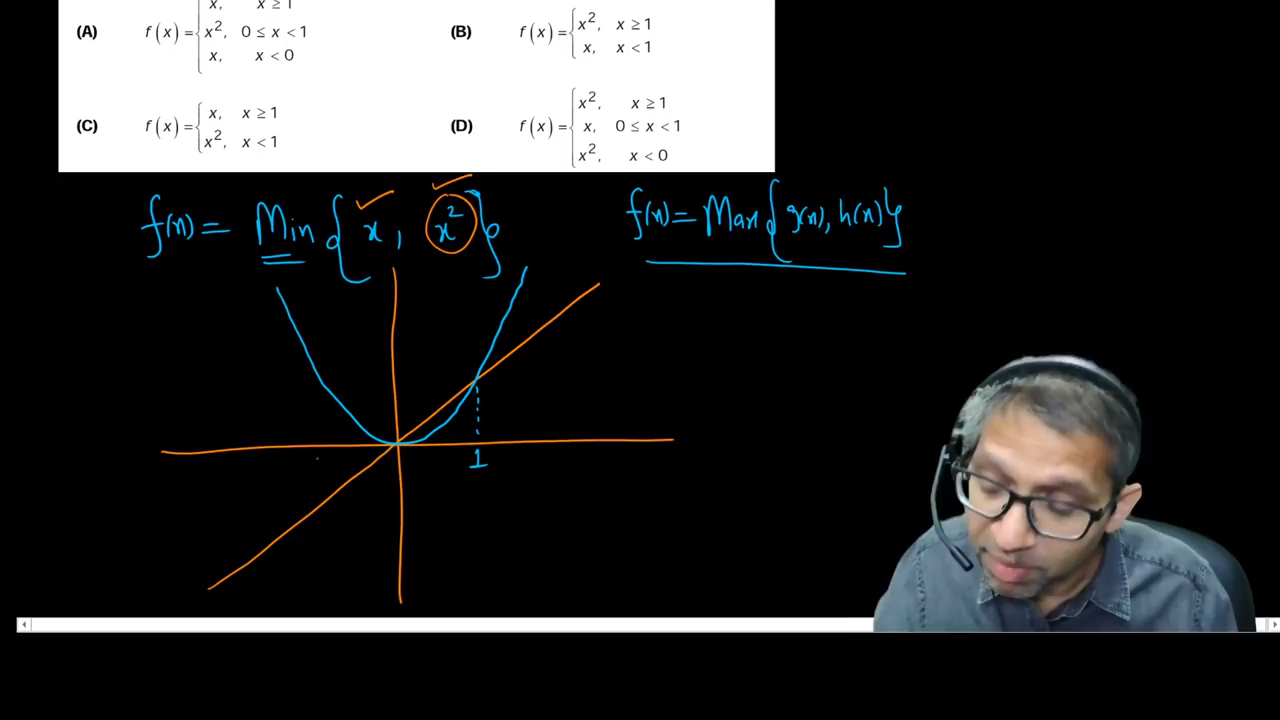 x, x ≥ 1
(A) f(x) = { x², 0 ≤ x < 1
x, x < 0
(B) f(x) = { x², x ≥ 1
x, x < 1
(C) f(x) = { x, x ≥ 1
x², x < 1
(D) f(x) = { x², x ≥ 1
x, 0 ≤ x < 1
x², x < 0
f(x) = Min { x, x² }
f(x) = Max { g(x), h(x) }
1